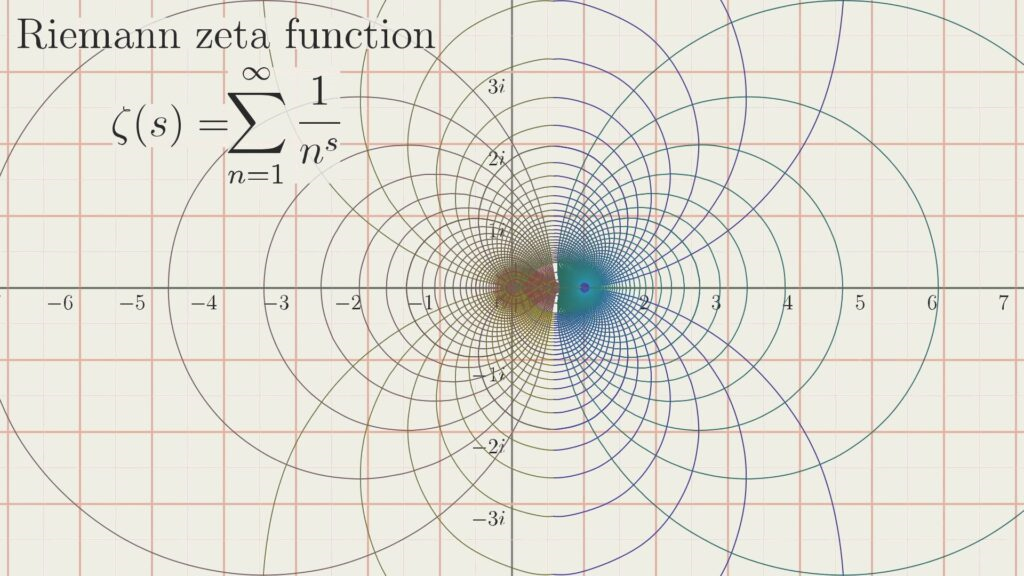 Riemann zeta function
ζ(s) = ∑_{n=1}^{∞} 1/n^s
3i
2i
1i
−6 −5 −4 −3 −2 −1 2 3 4 5 6 7
−1i
−2i
−3i